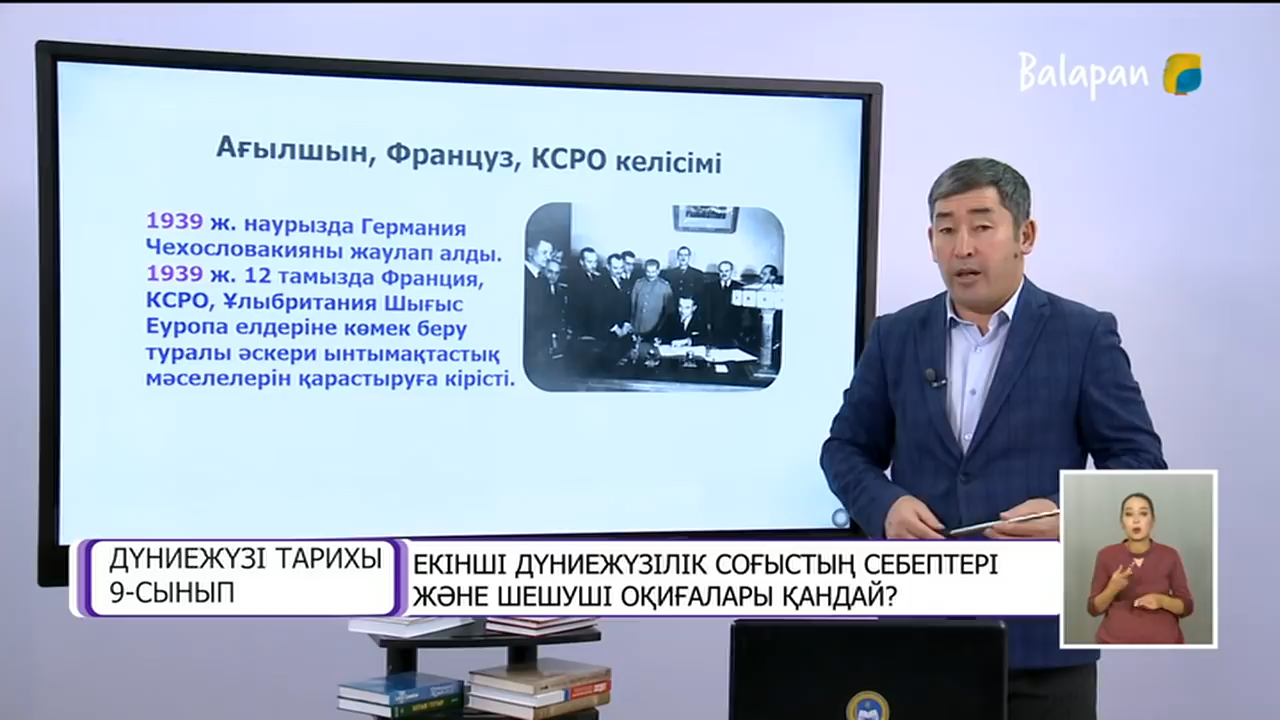 Balapan
Ағылшын, Француз, КСРО келісімі
1939 ж. наурызда Германия
Чехословакияны жаулап алды.
1939 ж. 12 тамызда Франция,
КСРО, Ұлыбритания Шығыс
Еуропа елдеріне көмек беру
туралы әскери ынтымақтастық
мәселелерін қарастыруға кірісті.
ДҮНИЕЖҮЗІ ТАРИХЫ
9-СЫНЫП
ЕКІНШІ ДҮНИЕЖҮЗІЛІК СОҒЫСТЫҢ СЕБЕПТЕРІ
ЖӘНЕ ШЕШУШІ ОҚИҒАЛАРЫ ҚАНДАЙ?